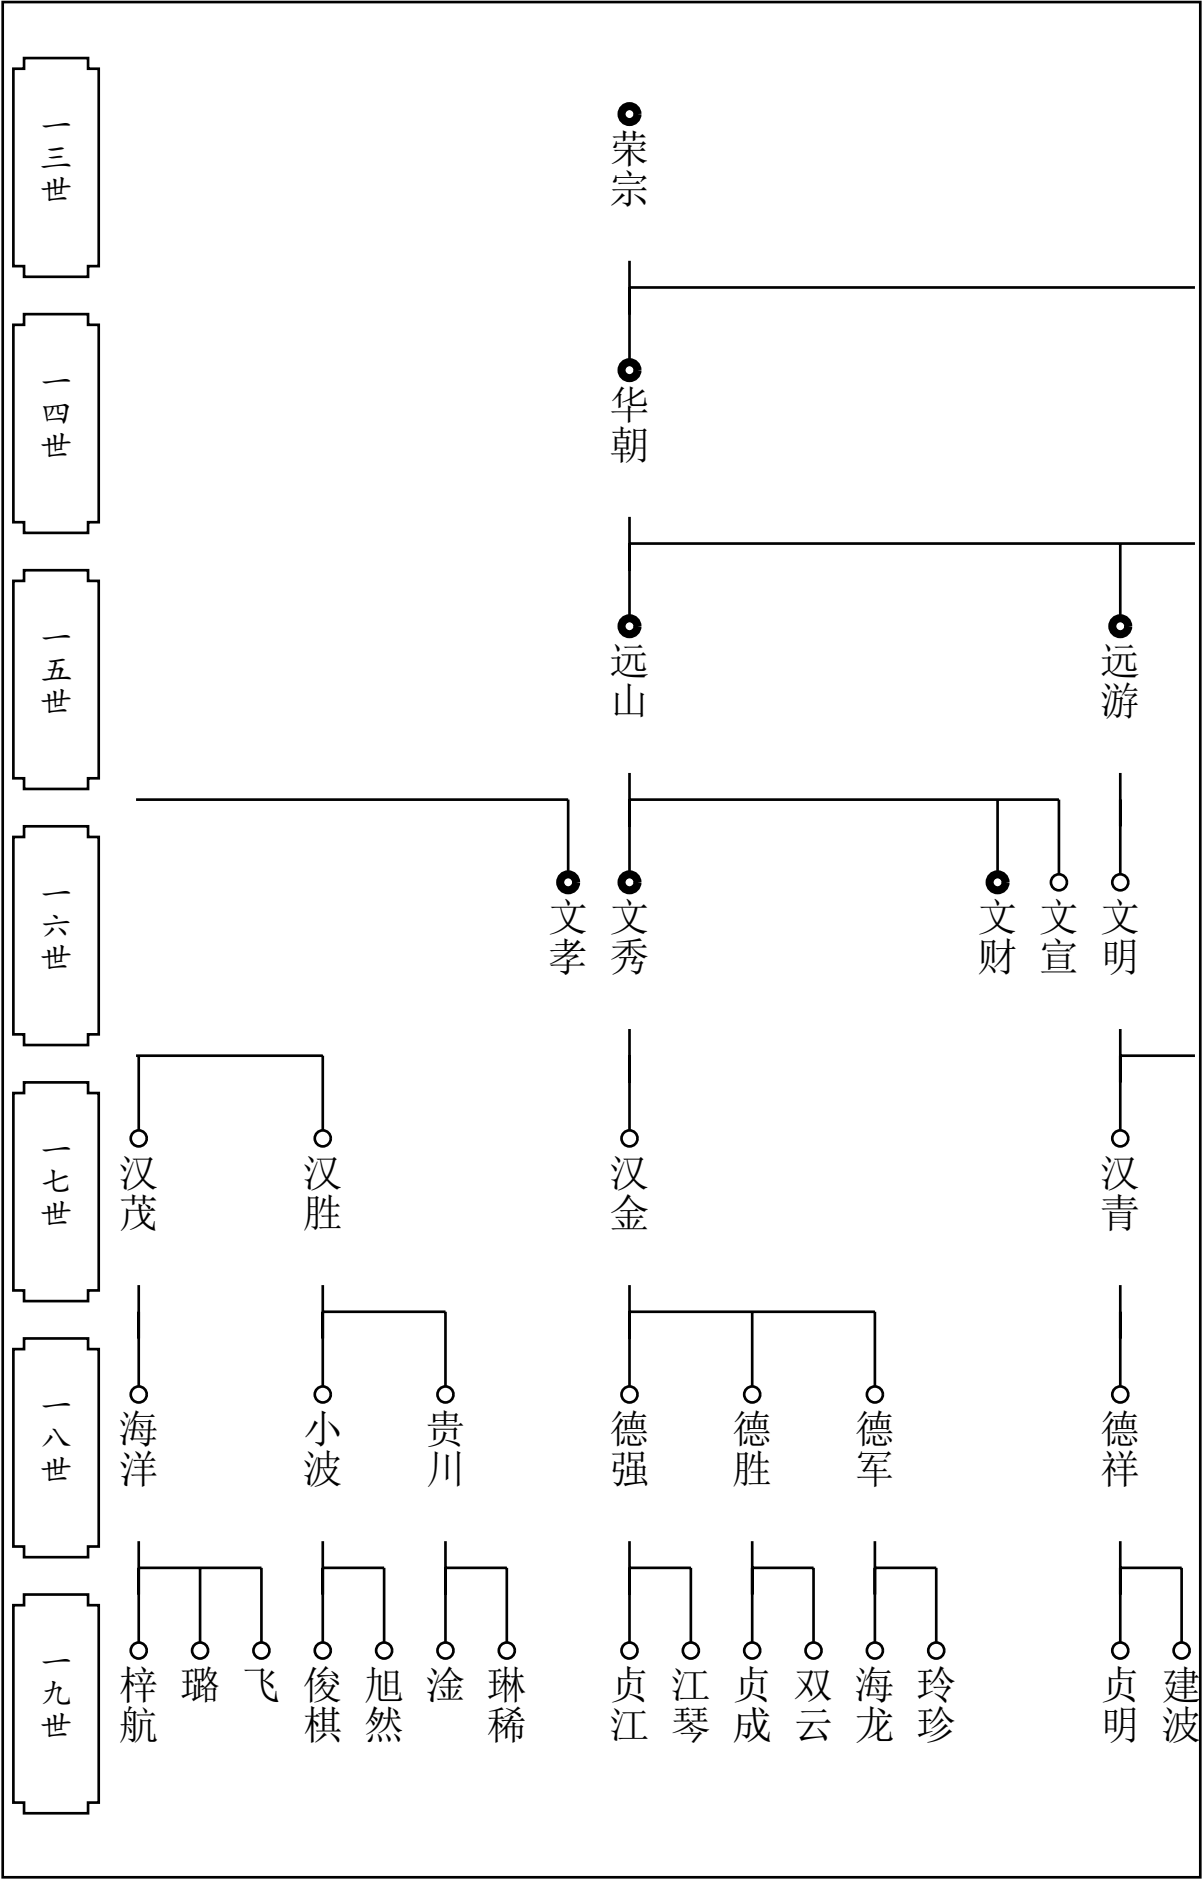 一三世
荣宗
一四世
华朝
一五世
远山
远游
一六世
文孝
文秀
文财
文宣
文明
一七世
汉茂
汉胜
汉金
汉青
一八世
海洋
小波
贵川
德强
德胜
德军
德祥
一九世
梓航
璐
飞
俊棋
旭然
淦
琳稀
贞江
江琴
贞成
双云
海龙
玲珍
贞明
建波